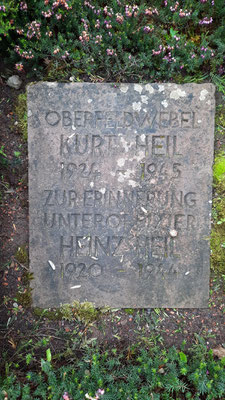 OBERFELDWEBEL
KURT HEIL
1924 1945
ZUR ERINNERUNG
UNTEROFFIZIER
HEINZ HEIL
1920 - 1944